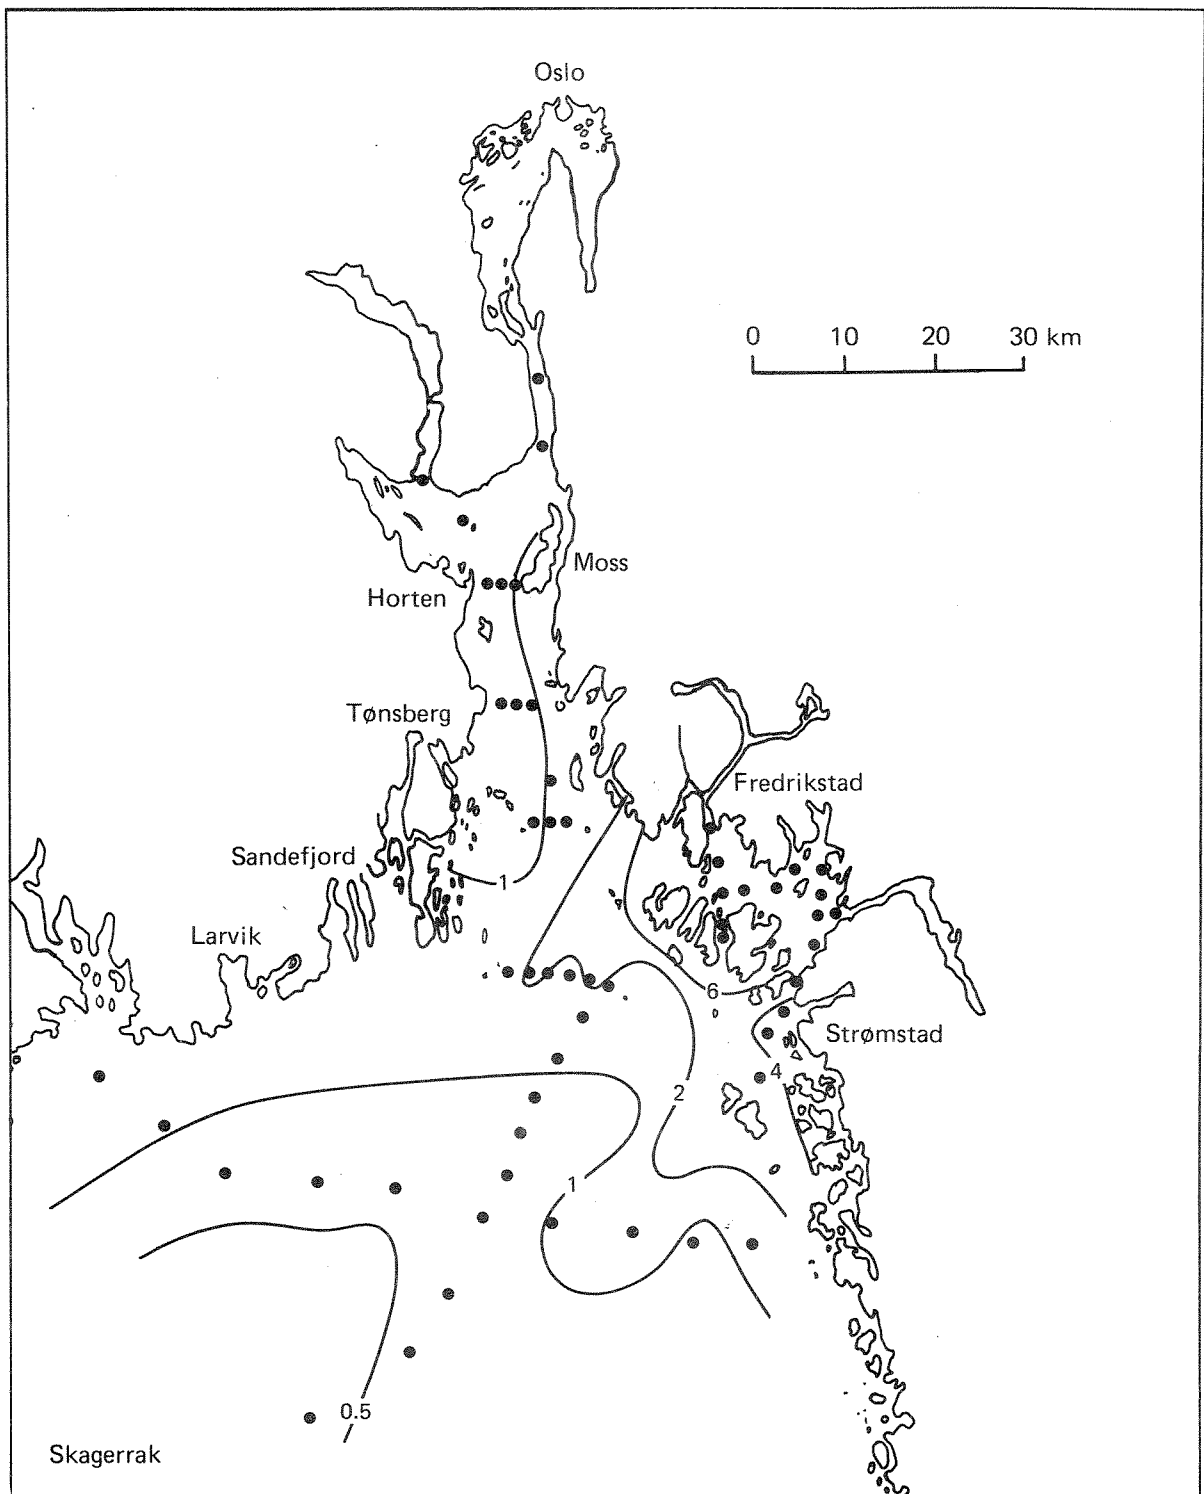 Oslo
0 10 20 30 km
Moss
Horten
Tønsberg
Fredrikstad
Sandefjord
1
Larvik
6
Strømstad
4
2
1
0.5
Skagerrak